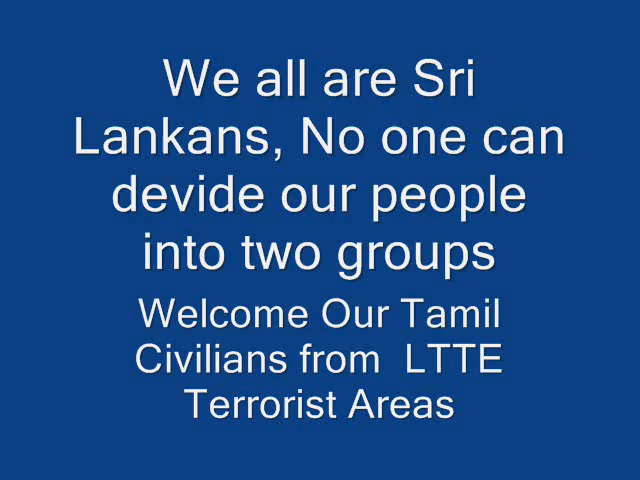 We all are Sri
Lankans, No one can
devide our people
into two groups
Welcome Our Tamil
Civilians from  LTTE
Terrorist Areas